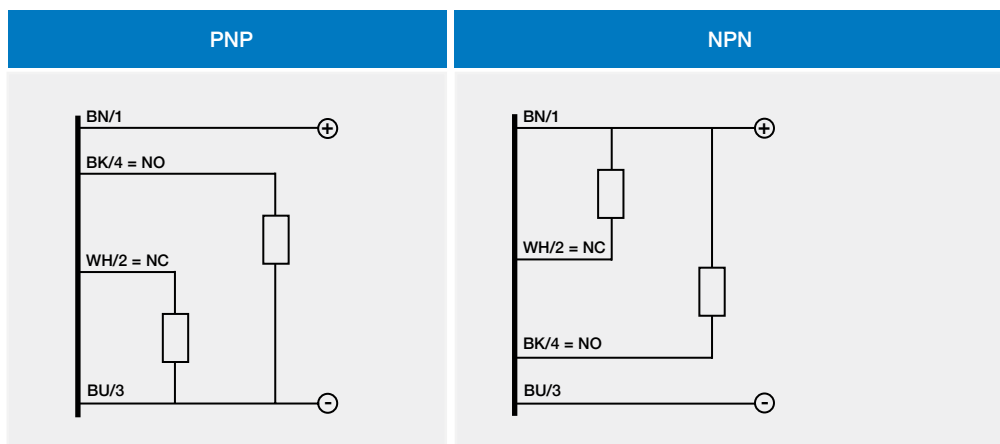 PNP
NPN
BN/1
+
BK/4 = NO
WH/2 = NC
BU/3
-
BN/1
+
WH/2 = NC
BK/4 = NO
BU/3
-